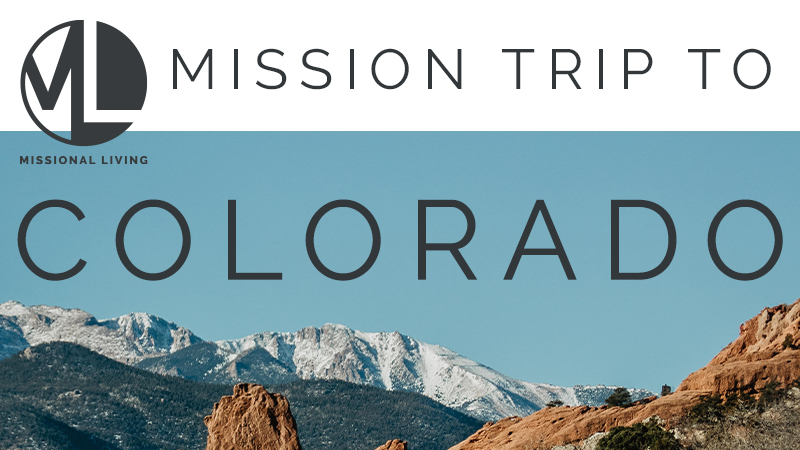 ML
MISSION TRIP TO
MISSIONAL LIVING
COLORADO